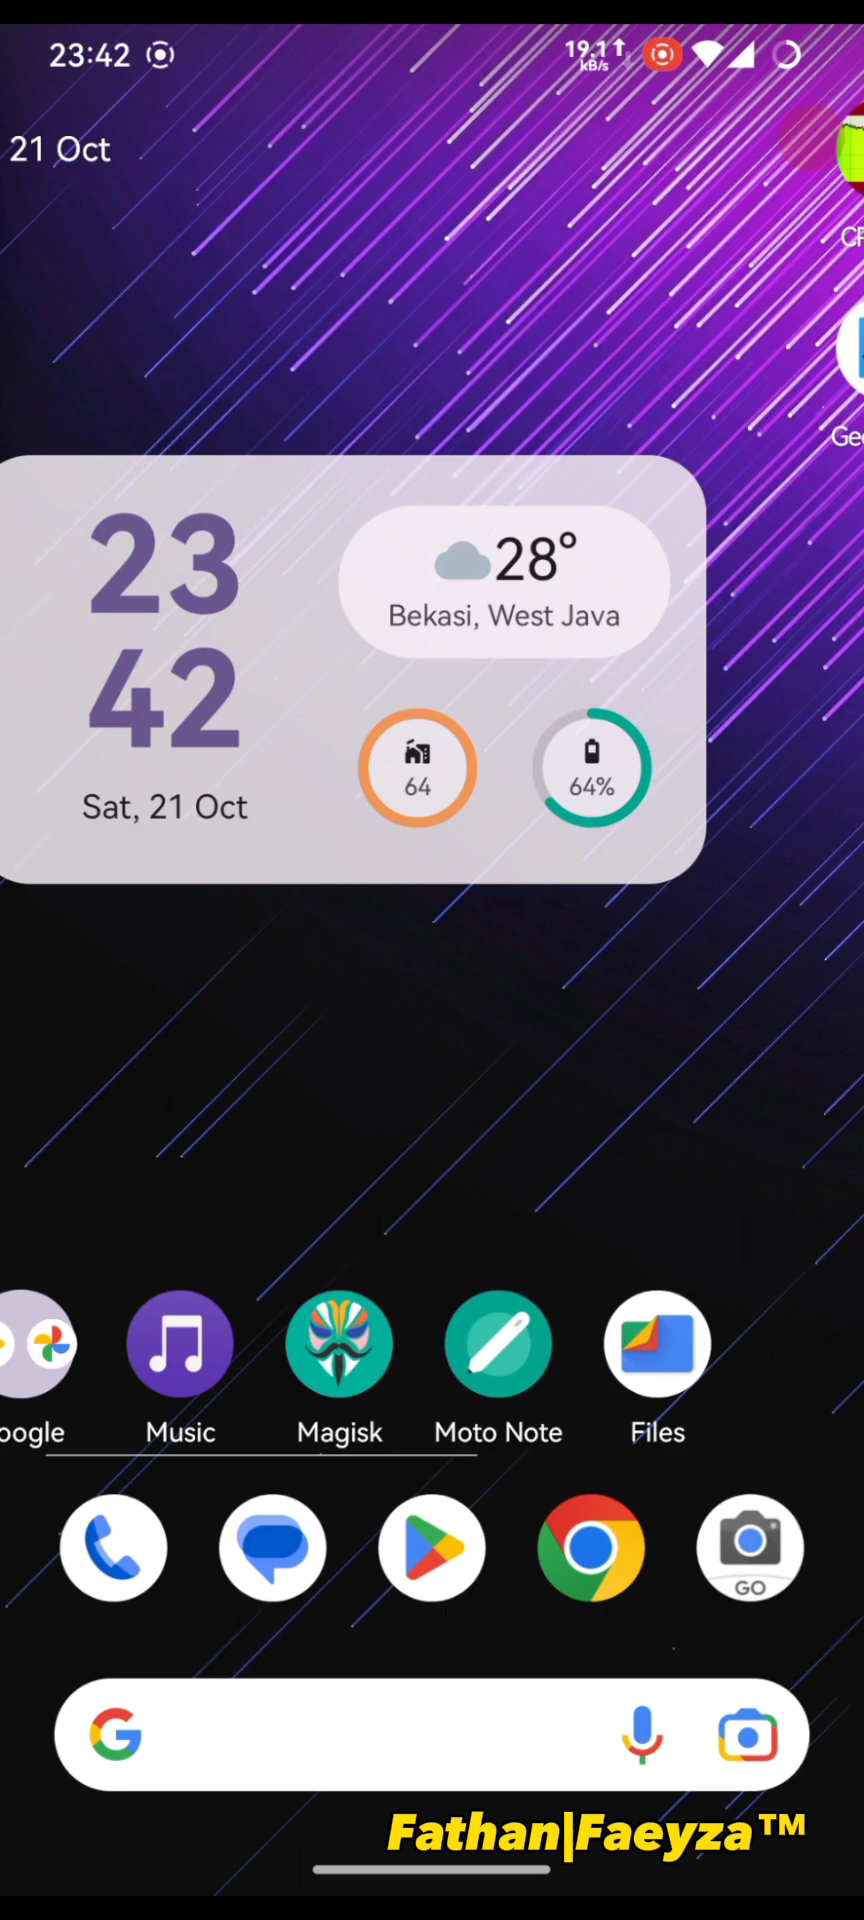 23:42
19.1
kB/s
21 Oct
23
42
Sat, 21 Oct
28°
Bekasi, West Java
64
64%
oogle
Music
Magisk
Moto Note
Files
GO
Fathan|Faeyza™